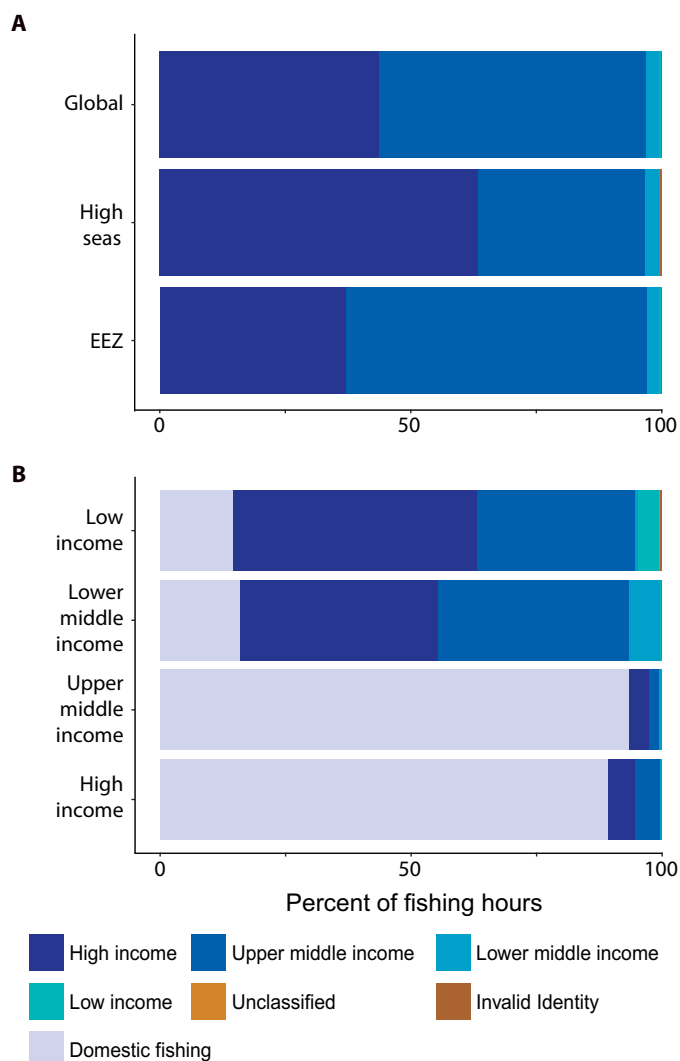 A
Global
High
seas
EEZ
0 50 100
B
Low
income
Lower
middle
income
Upper
middle
income
High
income
0 50 100
Percent of fishing hours
High income Upper middle income Lower middle income
Low income Unclassified Invalid Identity
Domestic fishing